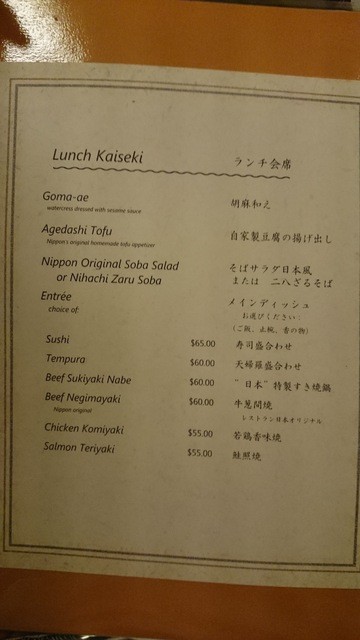 Lunch Kaiseki ランチ会席
Goma-ae 胡麻和え
watercress dressed with sesame sauce
Agedashi Tofu 自家製豆腐の揚げ出し
Nippon's original homemade tofu appetizer
Nippon Original Soba Salad そばサラダ日本風
or Nihachi Zaru Soba または 二八ざるそば
Entrée メインディッシュ
choice of: お選びください:
(ご飯、止椀、香の物)
Sushi $65.00 寿司盛合わせ
Tempura $60.00 天婦羅盛合わせ
Beef Sukiyaki Nabe $60.00 "日本"特製すき焼鍋
Beef Negimayaki $60.00 牛葱間焼
Nippon original レストラン日本オリジナル
Chicken Komiyaki $55.00 若鶏香味焼
Salmon Teriyaki $55.00 鮭照焼